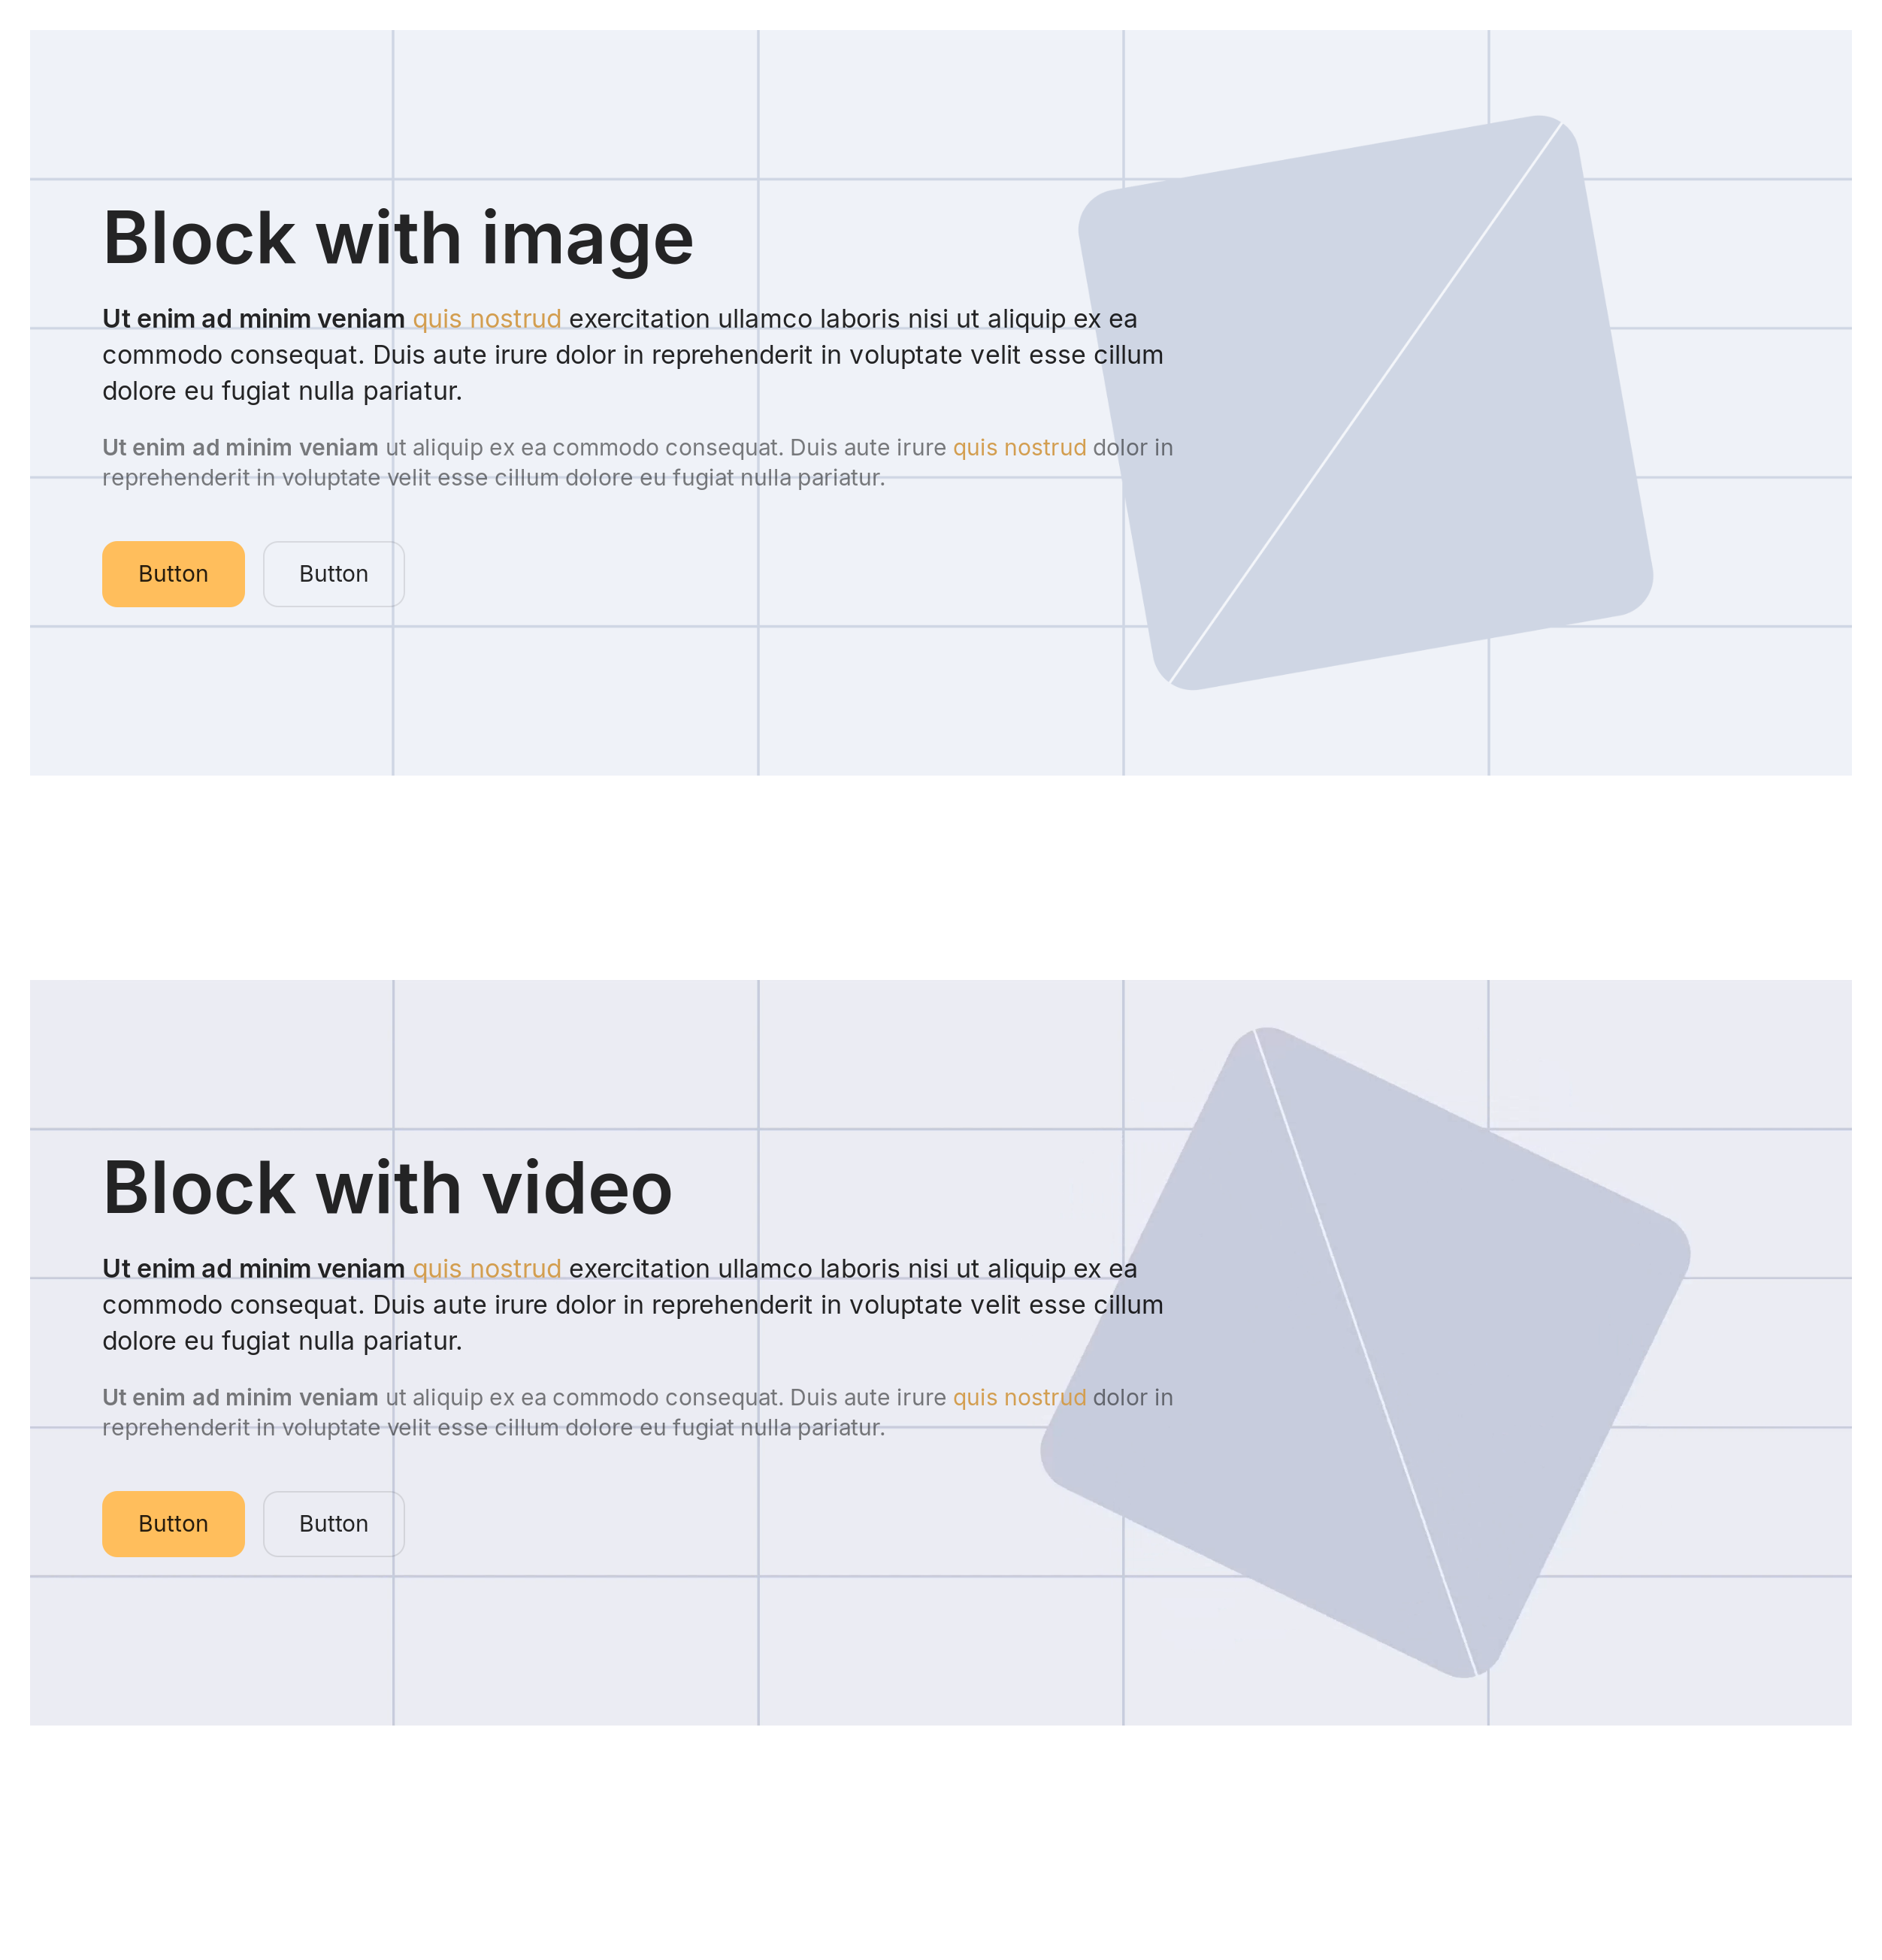 Block with image
Ut enim ad minim veniam quis nostrud exercitation ullamco laboris nisi ut aliquip ex ea
commodo consequat. Duis aute irure dolor in reprehenderit in voluptate velit esse cillum
dolore eu fugiat nulla pariatur.
Ut enim ad minim veniam ut aliquip ex ea commodo consequat. Duis aute irure quis nostrud dolor in
reprehenderit in voluptate velit esse cillum dolore eu fugiat nulla pariatur.
Button Button
Block with video
Ut enim ad minim veniam quis nostrud exercitation ullamco laboris nisi ut aliquip ex ea
commodo consequat. Duis aute irure dolor in reprehenderit in voluptate velit esse cillum
dolore eu fugiat nulla pariatur.
Ut enim ad minim veniam ut aliquip ex ea commodo consequat. Duis aute irure quis nostrud dolor in
reprehenderit in voluptate velit esse cillum dolore eu fugiat nulla pariatur.
Button Button